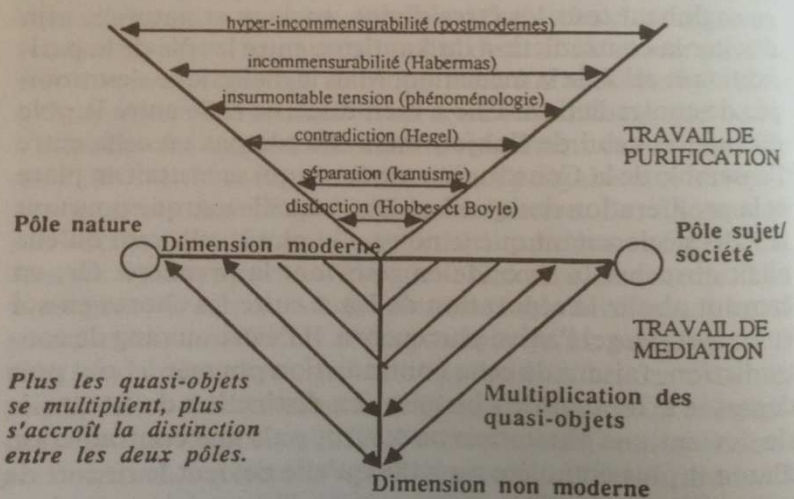 hyper-incommensurabilité (postmodernes)
incommensurabilité (Habermas)
insurmontable tension (phénoménologie)
contradiction (Hegel)
TRAVAIL DE
PURIFICATION
séparation (kantisme)
distinction (Hobbes et Boyle)
Pôle nature
Pôle sujet/
société
Dimension moderne
TRAVAIL DE
MEDIATION
Plus les quasi-objets
se multiplient, plus
s'accroît la distinction
entre les deux pôles.
Multiplication des
quasi-objets
Dimension non moderne